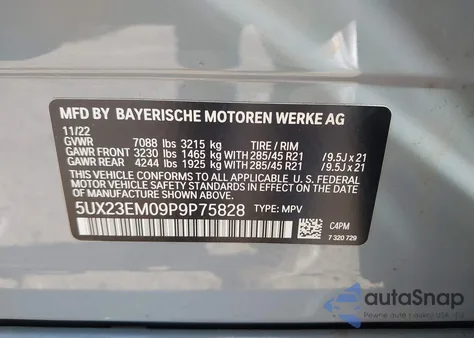 MFD BY BAYERISCHE MOTOREN WERKE AG
11/22
GVWR 7088 lbs 3215 kg TIRE / RIM
GAWR FRONT 3230 lbs 1465 kg WITH 285/45 R21 /9.5J x 21
GAWR REAR 4244 lbs 1925 kg WITH 285/45 R21 /9.5J x 21
THIS VEHICLE CONFORMS TO ALL APPLICABLE U. S. FEDERAL
MOTOR VEHICLE SAFETY STANDARDS IN EFFECT ON THE DATE
OF MANUFACTURE SHOWN ABOVE.
5UX23EM09P9P75828 TYPE: MPV
C4PM
7 320 729
autaSnap